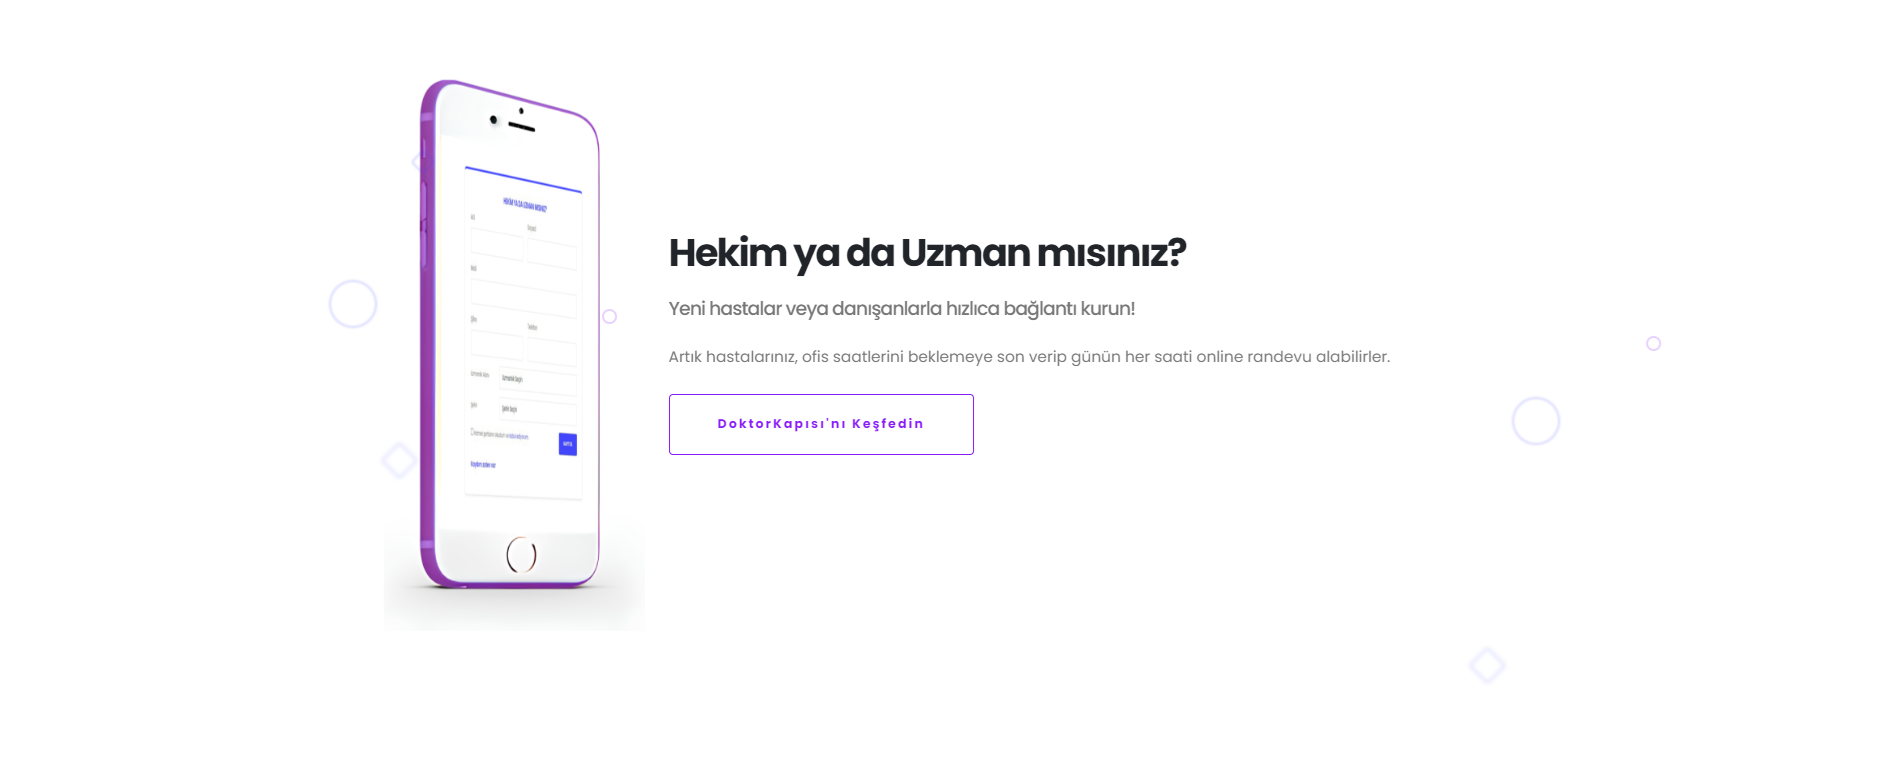 HEKİM YA DA UZMAN MISINIZ?
Hekim ya da Uzman mısınız?
Yeni hastalar veya danışanlarla hızlıca bağlantı kurun!
Artık hastalarınız, ofis saatlerini beklemeye son verip günün her saati online randevu alabilirler.
DoktorKapısı'nı Keşfedin